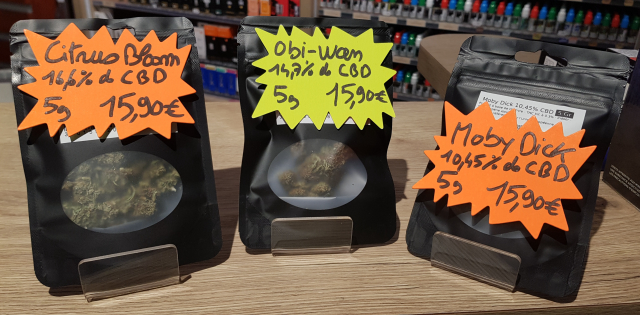 Citrus Bloom
16,6% de CBD
5g 15,90€
Obi-Wan
14,7% de CBD
5g 15,90€
Moby Dick 10,45% CBD
Moby Dick
10,45% de CBD
5g 15,90€